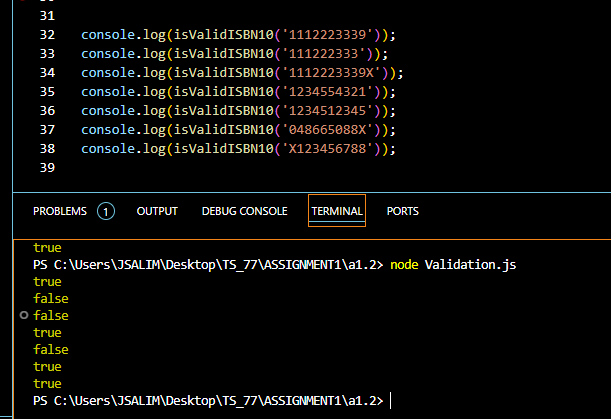 31
32 console.log(isValidISBN10('1112223339'));
33 console.log(isValidISBN10('111222333'));
34 console.log(isValidISBN10('1112223339X'));
35 console.log(isValidISBN10('1234554321'));
36 console.log(isValidISBN10('1234512345'));
37 console.log(isValidISBN10('048665088X'));
38 console.log(isValidISBN10('X123456788'));
39
PROBLEMS 1 OUTPUT DEBUG CONSOLE TERMINAL PORTS
true
PS C:\Users\JSALIM\Desktop\TS_77\ASSIGNMENT1\a1.2> node Validation.js
true
false
false
true
false
true
true
PS C:\Users\JSALIM\Desktop\TS_77\ASSIGNMENT1\a1.2>